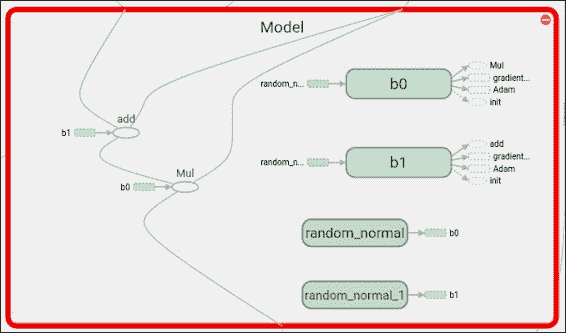 Model
add
b1
Mul
b0
random_n...
b0
Mul
gradient...
Adam
init
random_n...
b1
add
gradient...
Adam
init
random_normal
b0
random_normal_1
b1